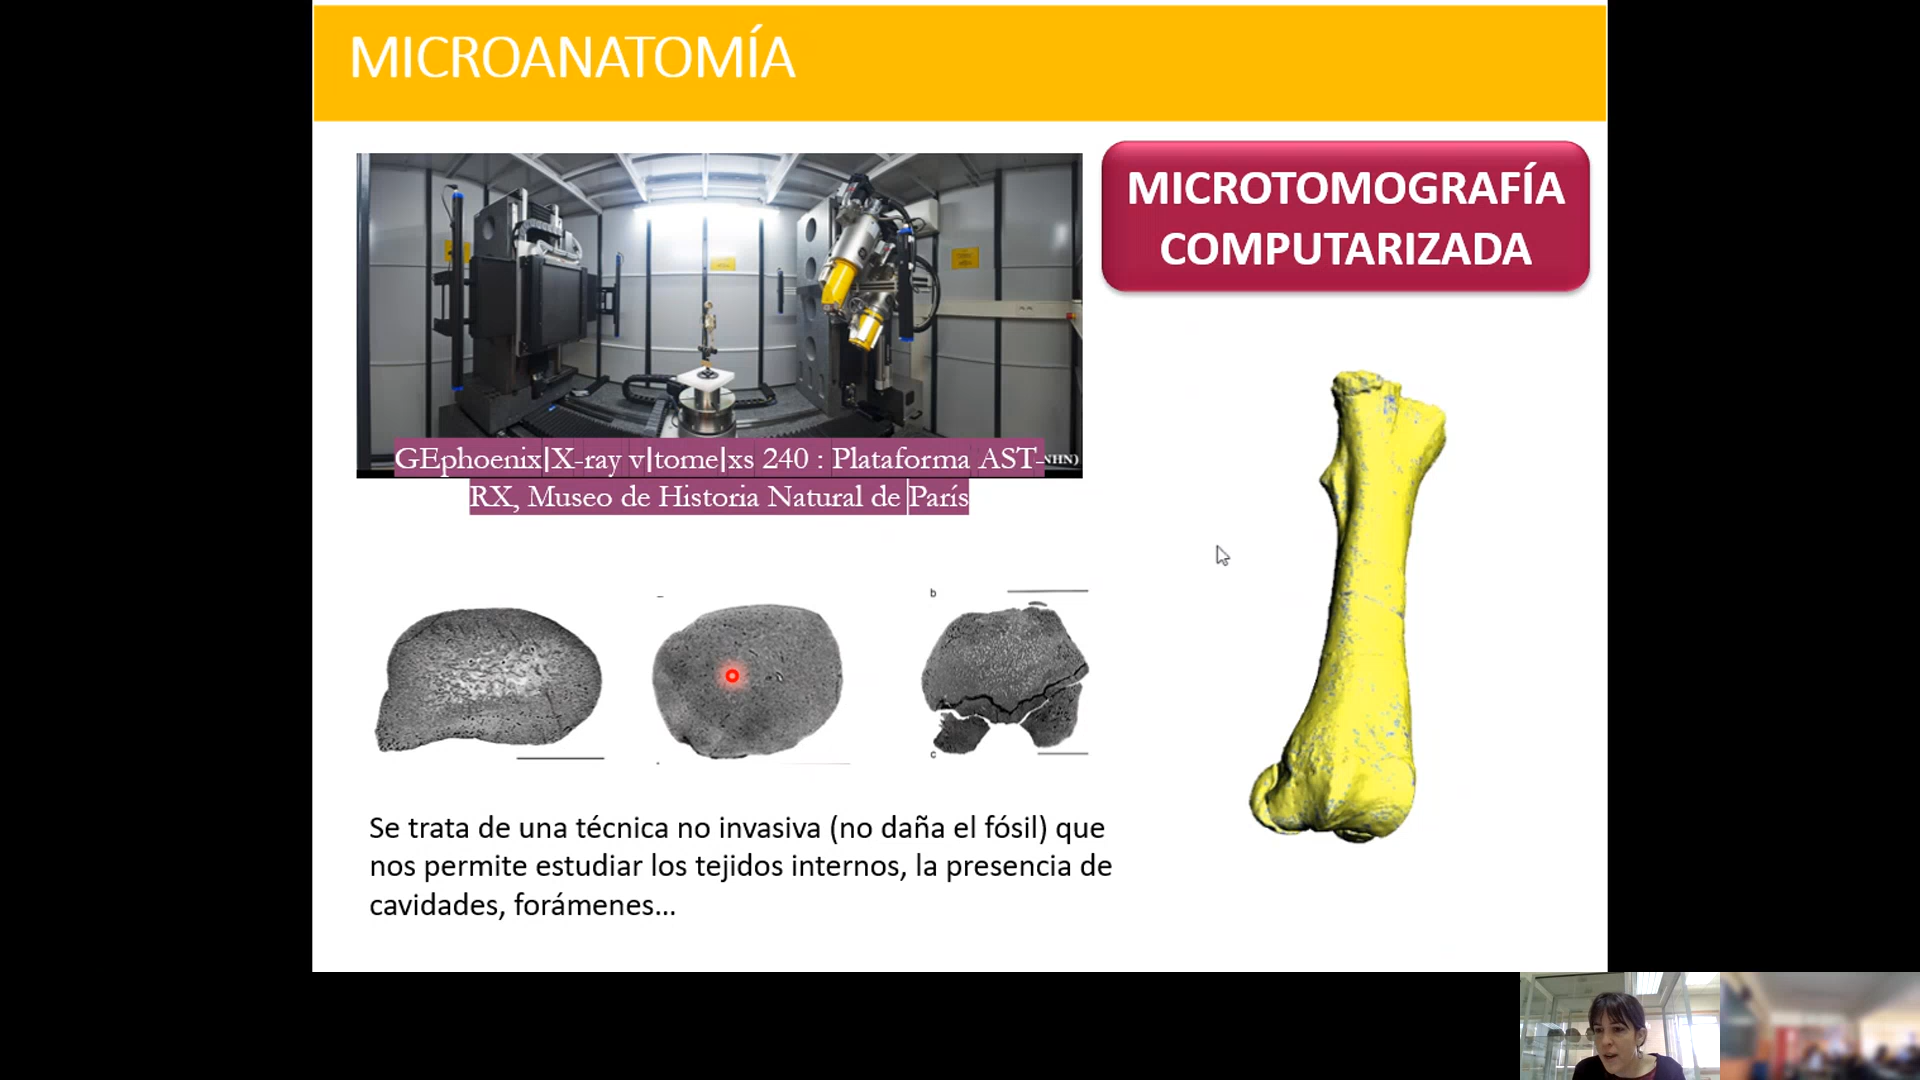 MICROANATOMÍA
MICROTOMOGRAFÍA
COMPUTARIZADA
GEphoenix|X-ray v|tome|xs 240 : Plataforma AST-
NHN)
RX, Museo de Historia Natural de París
b
c
Se trata de una técnica no invasiva (no daña el fósil) que
nos permite estudiar los tejidos internos, la presencia de
cavidades, forámenes...